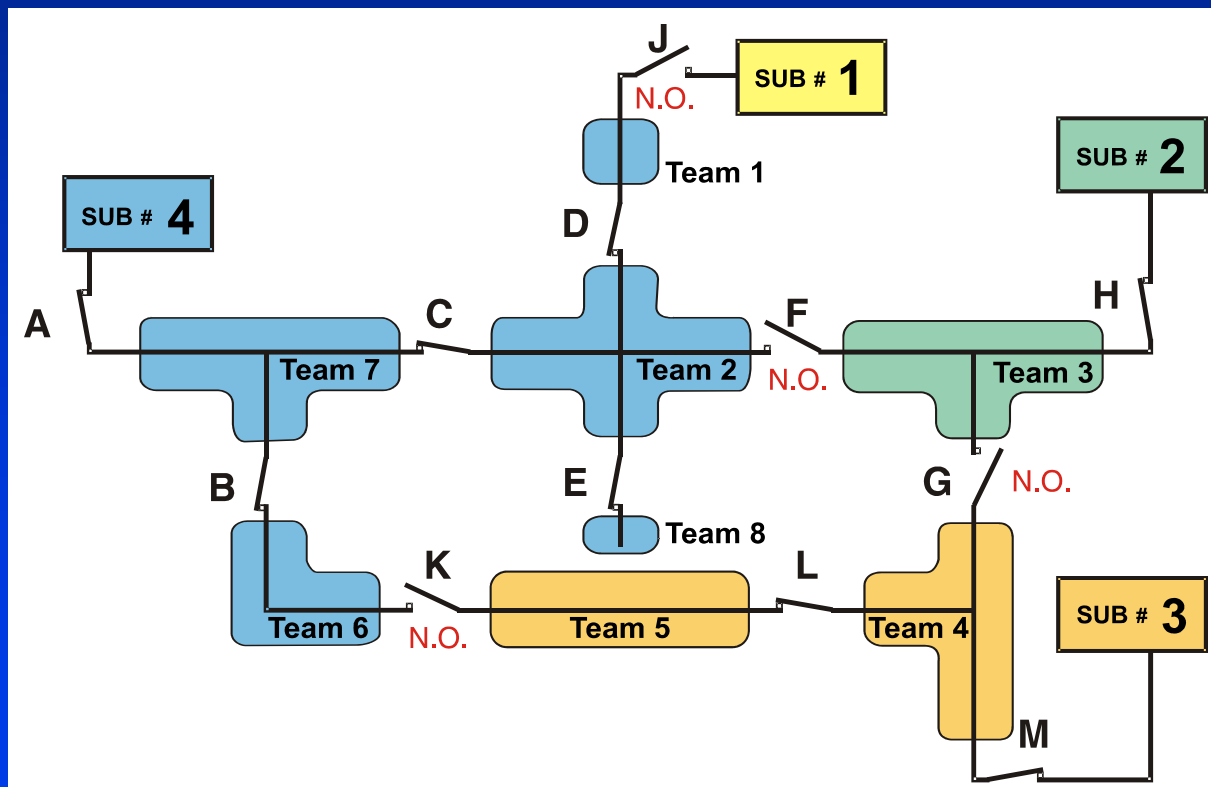 J
SUB # 1
N.O.
SUB # 2
Team 1
SUB # 4
D
H
A
C
F
Team 7
Team 2
Team 3
N.O.
B
E
G
N.O.
Team 8
K
L
SUB # 3
Team 6
Team 5
Team 4
N.O.
M